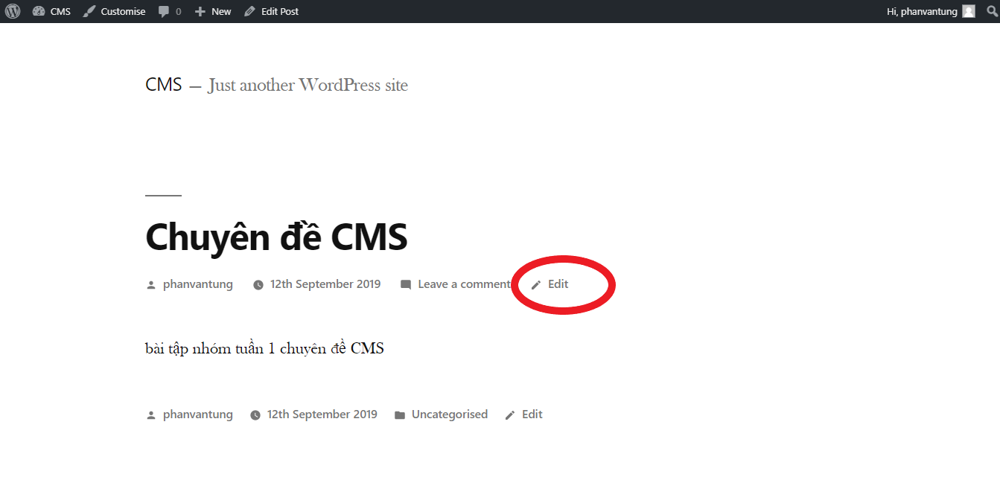 CMS Customise 0 New Edit Post Hi, phanvantung
CMS — Just another WordPress site
Chuyên đề CMS
phanvantung 12th September 2019 Leave a comment Edit
bài tập nhóm tuần 1 chuyên đề CMS
phanvantung 12th September 2019 Uncategorised Edit